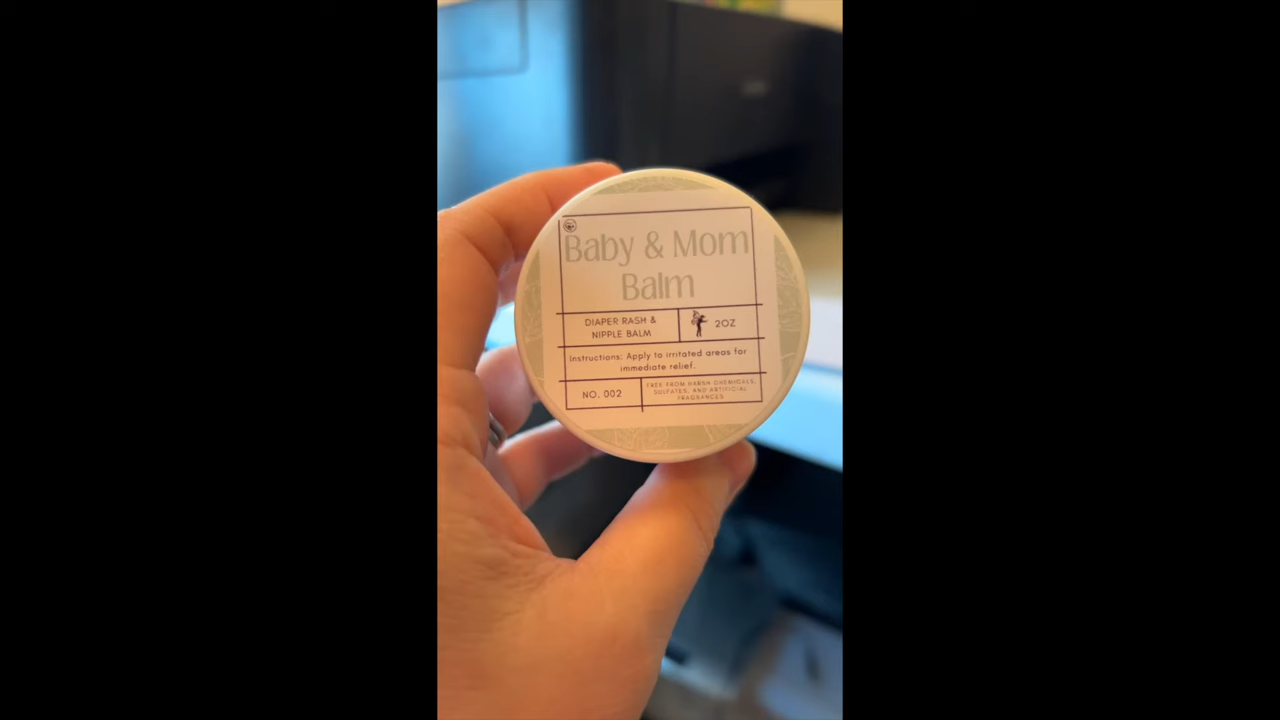 Baby & Mom
Balm
DIAPER RASH &
NIPPLE BALM
2OZ
Instructions: Apply to irritated areas for
immediate relief.
NO. 002
FREE FROM HARSH CHEMICALS,
SULFATES, AND ARTIFICIAL
FRAGRANCES